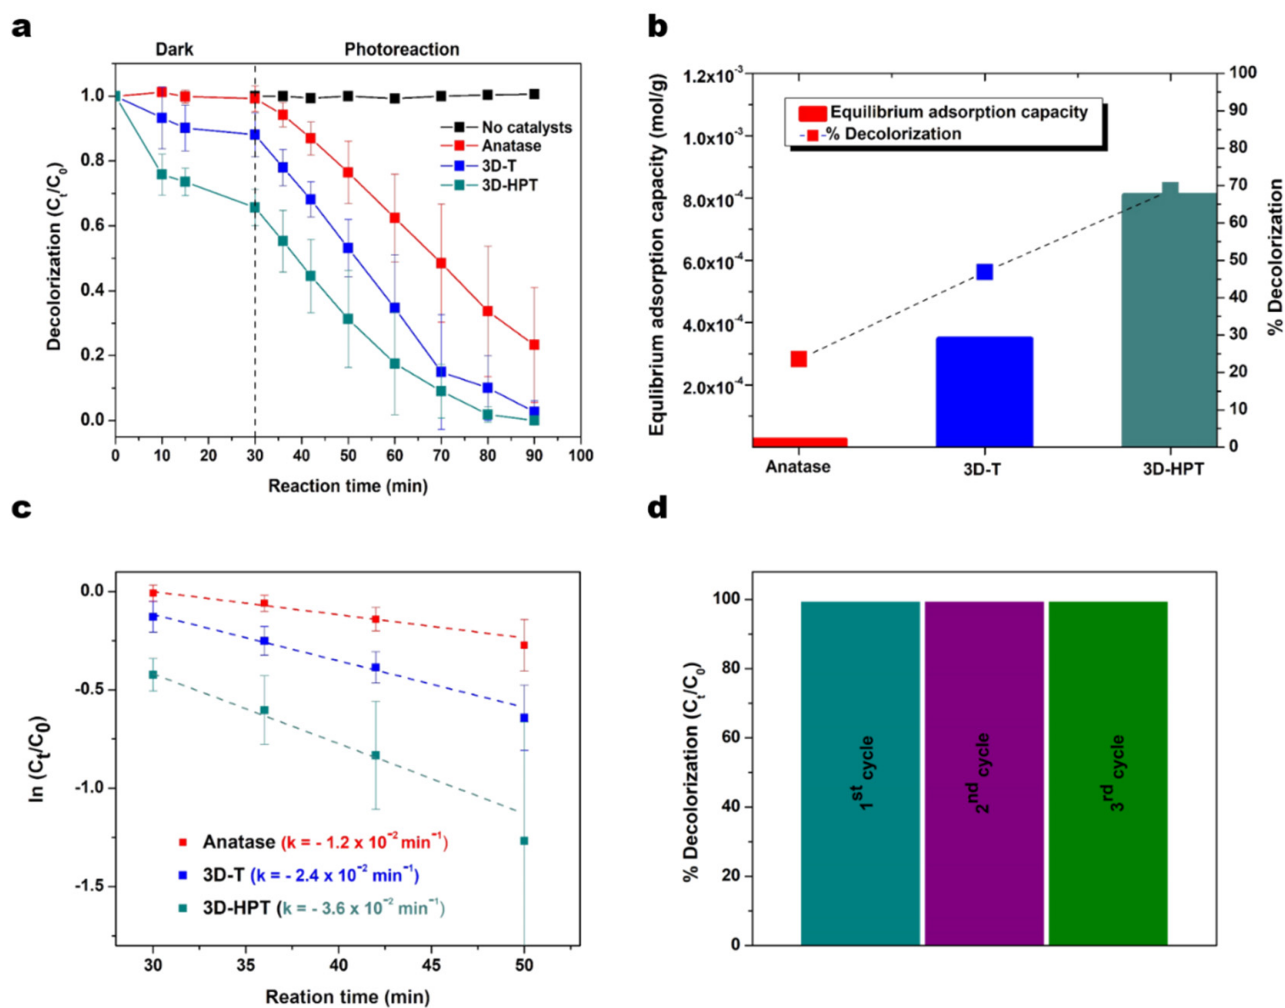 a
Dark Photoreaction
Decolorization (Cₜ/C₀)
1.0
0.8
0.6
0.4
0.2
0.0
No catalysts
Anatase
3D-T
3D-HPT
0 10 20 30 40 50 60 70 80 90 100
Reaction time (min)
b
Equlibrium adsorption capacity (mol/g)
1.2x10⁻³
1.0x10⁻³
8.0x10⁻⁴
6.0x10⁻⁴
4.0x10⁻⁴
2.0x10⁻⁴
Equilibrium adsorption capacity
% Decolorization
100
90
80
70
60
50
40
30
20
10
0
% Decolorization
Anatase 3D-T 3D-HPT
c
ln (Cₜ/C₀)
0.0
-0.5
-1.0
-1.5
Anatase (k = - 1.2 x 10⁻² min⁻¹)
3D-T (k = - 2.4 x 10⁻² min⁻¹)
3D-HPT (k = - 3.6 x 10⁻² min⁻¹)
30 35 40 45 50
Reation time (min)
d
% Decolorization (Cₜ/C₀)
100
80
60
40
20
0
1ˢᵗ cycle
2ⁿᵈ cycle
3ʳᵈ cycle